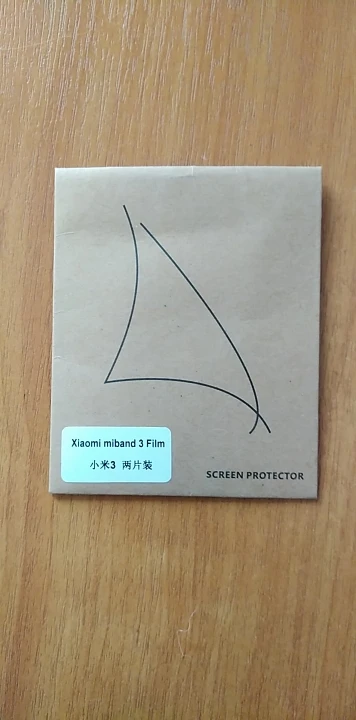 Xiaomi miband 3 Film
小米3 两片装
SCREEN PROTECTOR